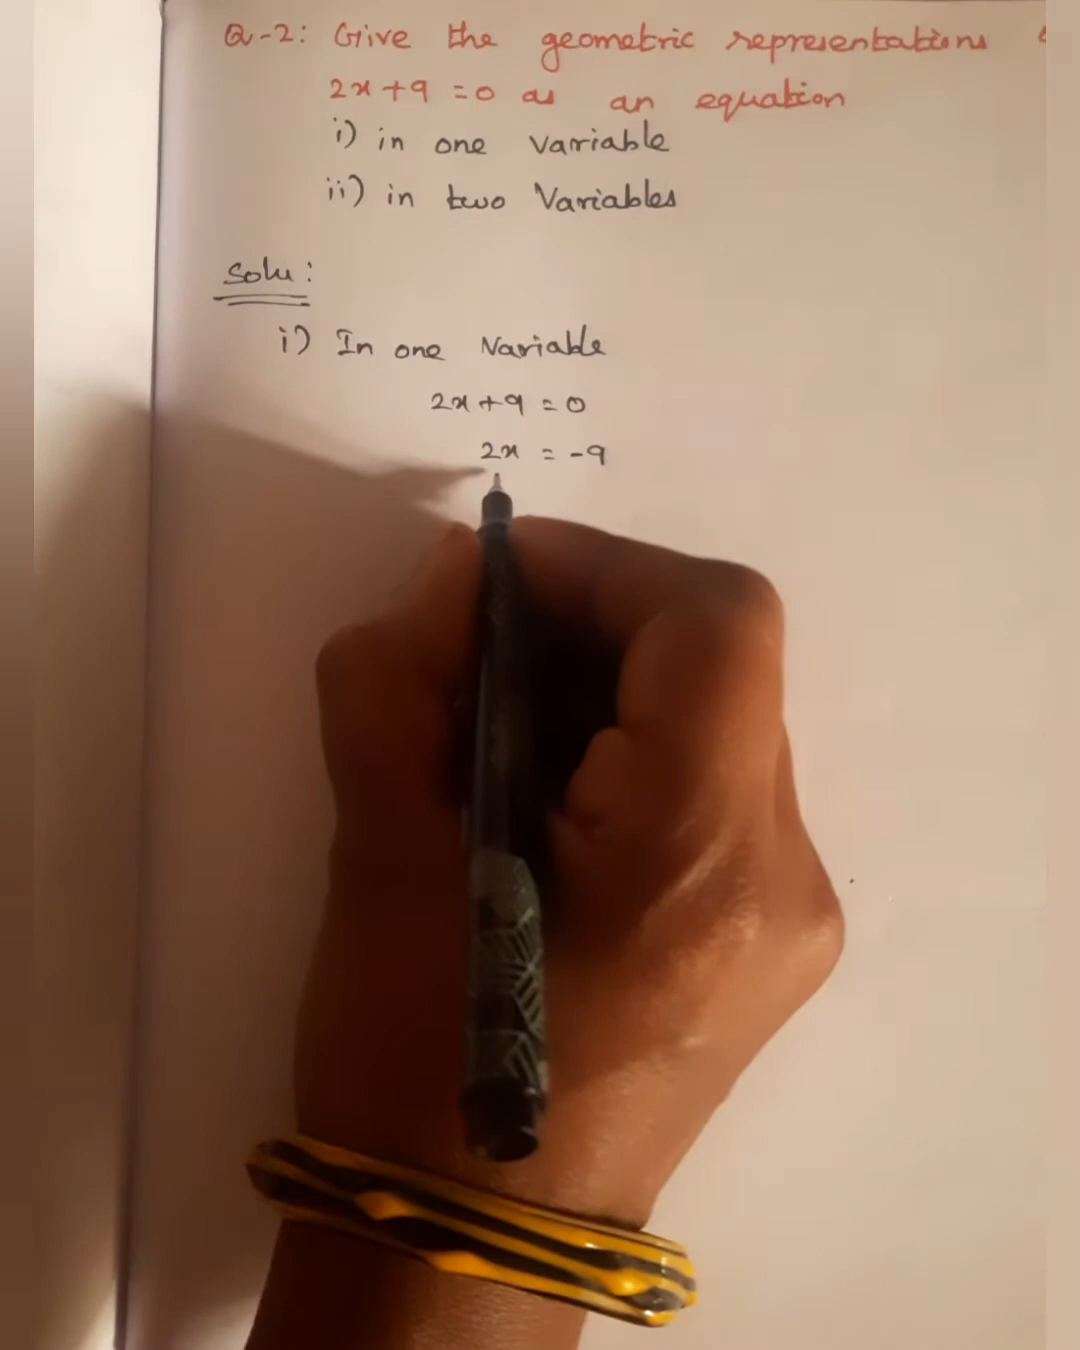 Q-2: Give the geometric representations
2x+9 =0 as an equation
i) in one variable
ii) in two Variables
Solu:
i) In one Variable
2x+9 = 0
2x = -9